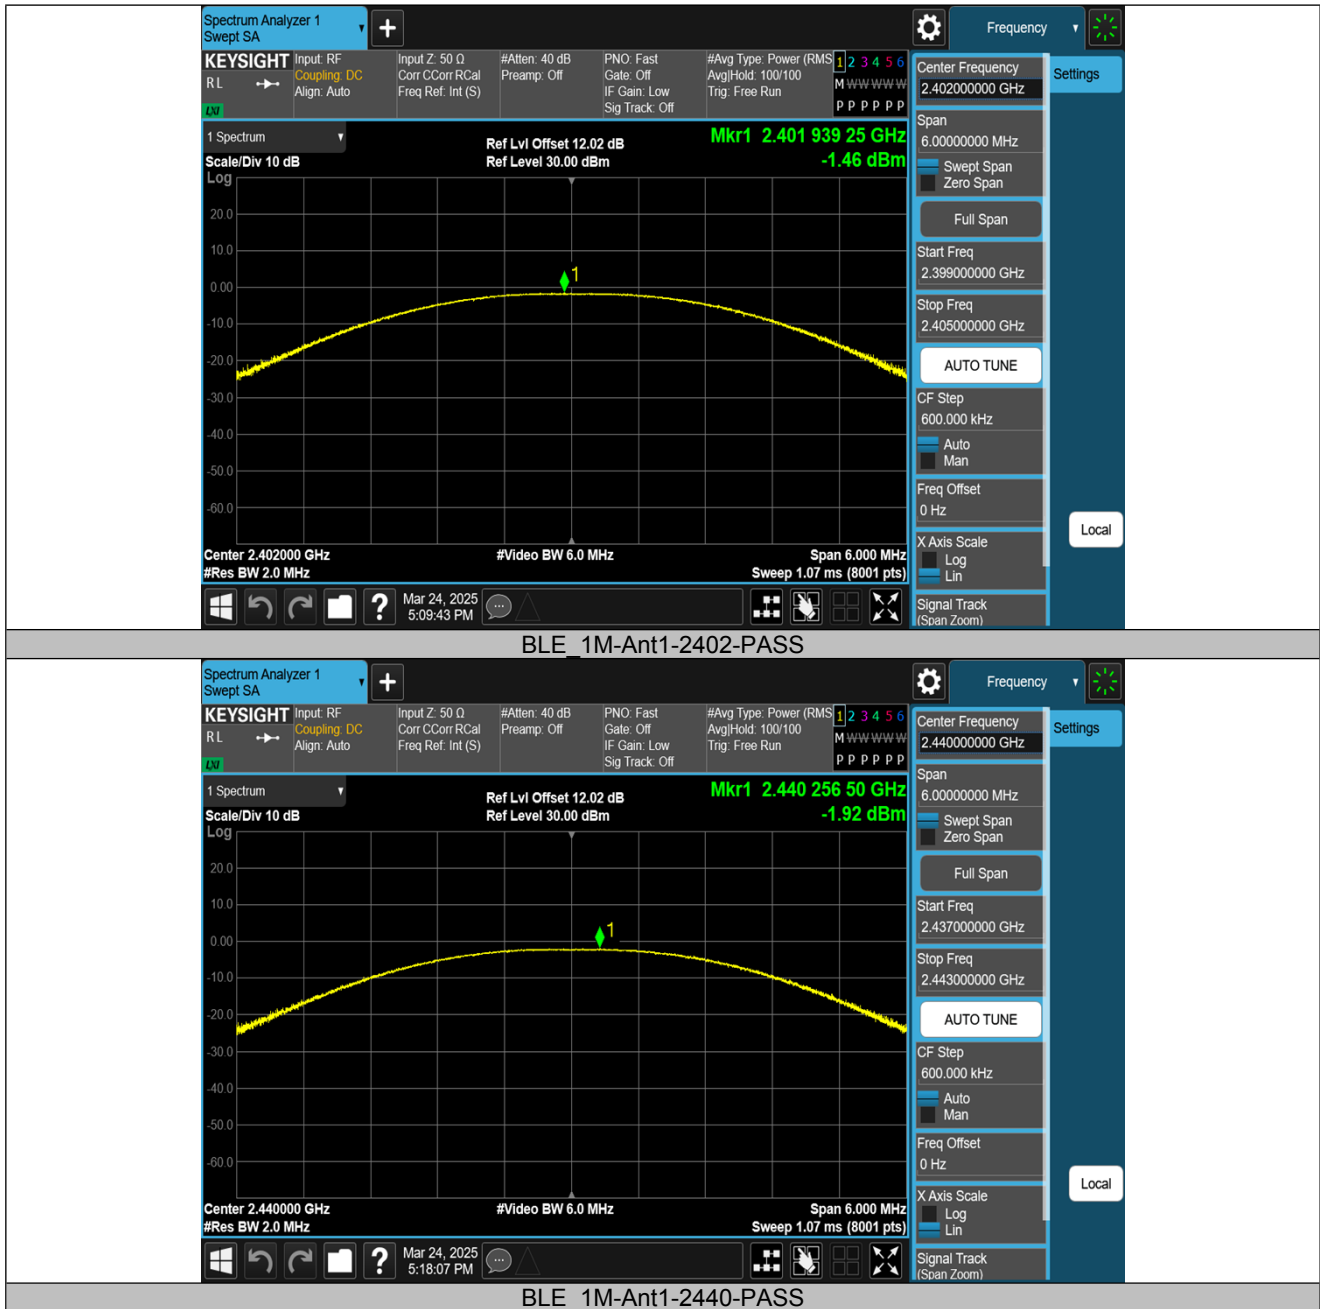 Spectrum Analyzer 1
Swept SA
Frequency
KEYSIGHT
RL
LXI
Input: RF
Coupling: DC
Align: Auto
Input Z: 50 Ω
Corr CCorr RCal
Freq Ref: Int (S)
#Atten: 40 dB
Preamp: Off
PNO: Fast
Gate: Off
IF Gain: Low
Sig Track: Off
#Avg Type: Power (RMS
Avg|Hold: 100/100
Trig: Free Run
1 2 3 4 5 6
M W W W W W
P P P P P P
1 Spectrum
Scale/Div 10 dB
Log
Ref Lvl Offset 12.02 dB
Ref Level 30.00 dBm
Mkr1 2.401 939 25 GHz
-1.46 dBm
1
20.0
10.0
0.00
-10.0
-20.0
-30.0
-40.0
-50.0
-60.0
Center 2.402000 GHz
#Res BW 2.0 MHz
#Video BW 6.0 MHz
Span 6.000 MHz
Sweep 1.07 ms (8001 pts)
Mar 24, 2025
5:09:43 PM
Center Frequency
2.402000000 GHz
Settings
Span
6.00000000 MHz
Swept Span
Zero Span
Full Span
Start Freq
2.399000000 GHz
Stop Freq
2.405000000 GHz
AUTO TUNE
CF Step
600.000 kHz
Auto
Man
Freq Offset
0 Hz
X Axis Scale
Log
Lin
Signal Track
(Span Zoom)
Local
BLE_1M-Ant1-2402-PASS
Spectrum Analyzer 1
Swept SA
Frequency
KEYSIGHT
RL
LXI
Input: RF
Coupling: DC
Align: Auto
Input Z: 50 Ω
Corr CCorr RCal
Freq Ref: Int (S)
#Atten: 40 dB
Preamp: Off
PNO: Fast
Gate: Off
IF Gain: Low
Sig Track: Off
#Avg Type: Power (RMS
Avg|Hold: 100/100
Trig: Free Run
1 2 3 4 5 6
M W W W W W
P P P P P P
1 Spectrum
Scale/Div 10 dB
Log
Ref Lvl Offset 12.02 dB
Ref Level 30.00 dBm
Mkr1 2.440 256 50 GHz
-1.92 dBm
1
20.0
10.0
0.00
-10.0
-20.0
-30.0
-40.0
-50.0
-60.0
Center 2.440000 GHz
#Res BW 2.0 MHz
#Video BW 6.0 MHz
Span 6.000 MHz
Sweep 1.07 ms (8001 pts)
Mar 24, 2025
5:18:07 PM
Center Frequency
2.440000000 GHz
Settings
Span
6.00000000 MHz
Swept Span
Zero Span
Full Span
Start Freq
2.437000000 GHz
Stop Freq
2.443000000 GHz
AUTO TUNE
CF Step
600.000 kHz
Auto
Man
Freq Offset
0 Hz
X Axis Scale
Log
Lin
Signal Track
(Span Zoom)
Local
BLE_1M-Ant1-2440-PASS